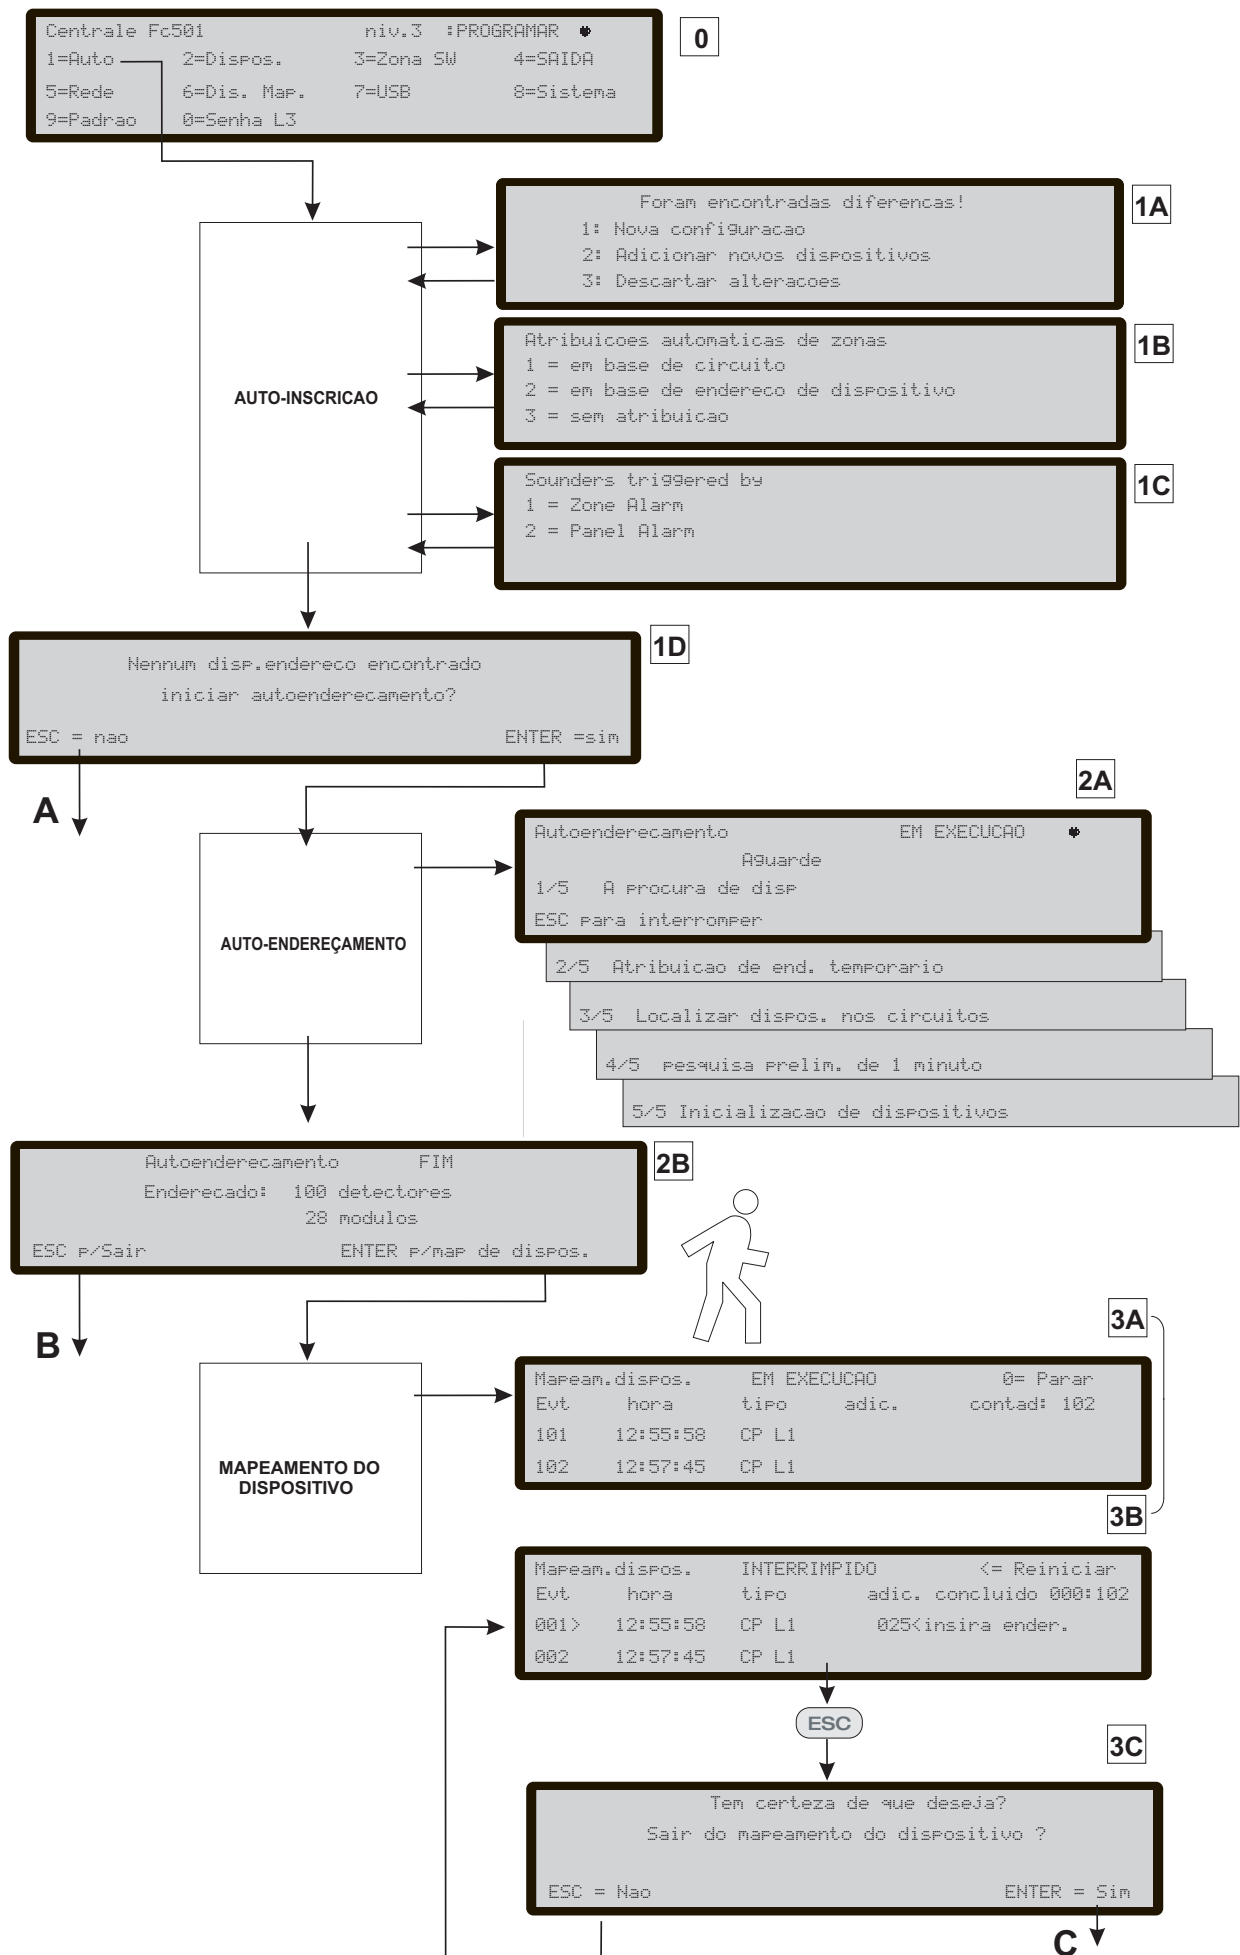 Centrale Fc501 niv.3 :PROGRAMAR
0
1=Auto 2=Dispos. 3=Zona SW 4=SAIDA
5=Rede 6=Dis. Map. 7=USB 8=Sistema
9=Padrao 0=Senha L3
1A
Foram encontradas diferencas!
1: Nova configuracao
2: Adicionar novos dispositivos
3: Descartar alteracoes
1B
Atribuicoes automaticas de zonas
1 = em base de circuito
2 = em base de endereco de dispositivo
3 = sem atribuicao
AUTO-INSCRICAO
1C
Sounders triggered by
1 = Zone Alarm
2 = Panel Alarm
1D
Nennum disp.endereco encontrado
iniciar autoenderecamento?
ESC = nao ENTER =sim
A
2A
Autoenderecamento EM EXECUCAO
Aguarde
1/5 A procura de disp
ESC para interromper
AUTO-ENDEREÇAMENTO
2/5 Atribuicao de end. temporario
3/5 Localizar dispos. nos circuitos
4/5 pesquisa prelim. de 1 minuto
5/5 Inicializacao de dispositivos
2B
Autoenderecamento FIM
Enderecado: 100 detectores
28 modulos
ESC p/Sair ENTER p/map de dispos.
B
3A
Mapeam.dispos. EM EXECUCAO 0= Parar
Evt hora tipo adic. contad: 102
101 12:55:58 CP L1
102 12:57:45 CP L1
MAPEAMENTO DO
DISPOSITIVO
3B
Mapeam.dispos. INTERRIMPIDO <= Reiniciar
Evt hora tipo adic. concluido 000:102
001> 12:55:58 CP L1 025<insira ender.
002 12:57:45 CP L1
ESC
3C
Tem certeza de que deseja?
Sair do mapeamento do dispositivo ?
ESC = Nao ENTER = Sim
C